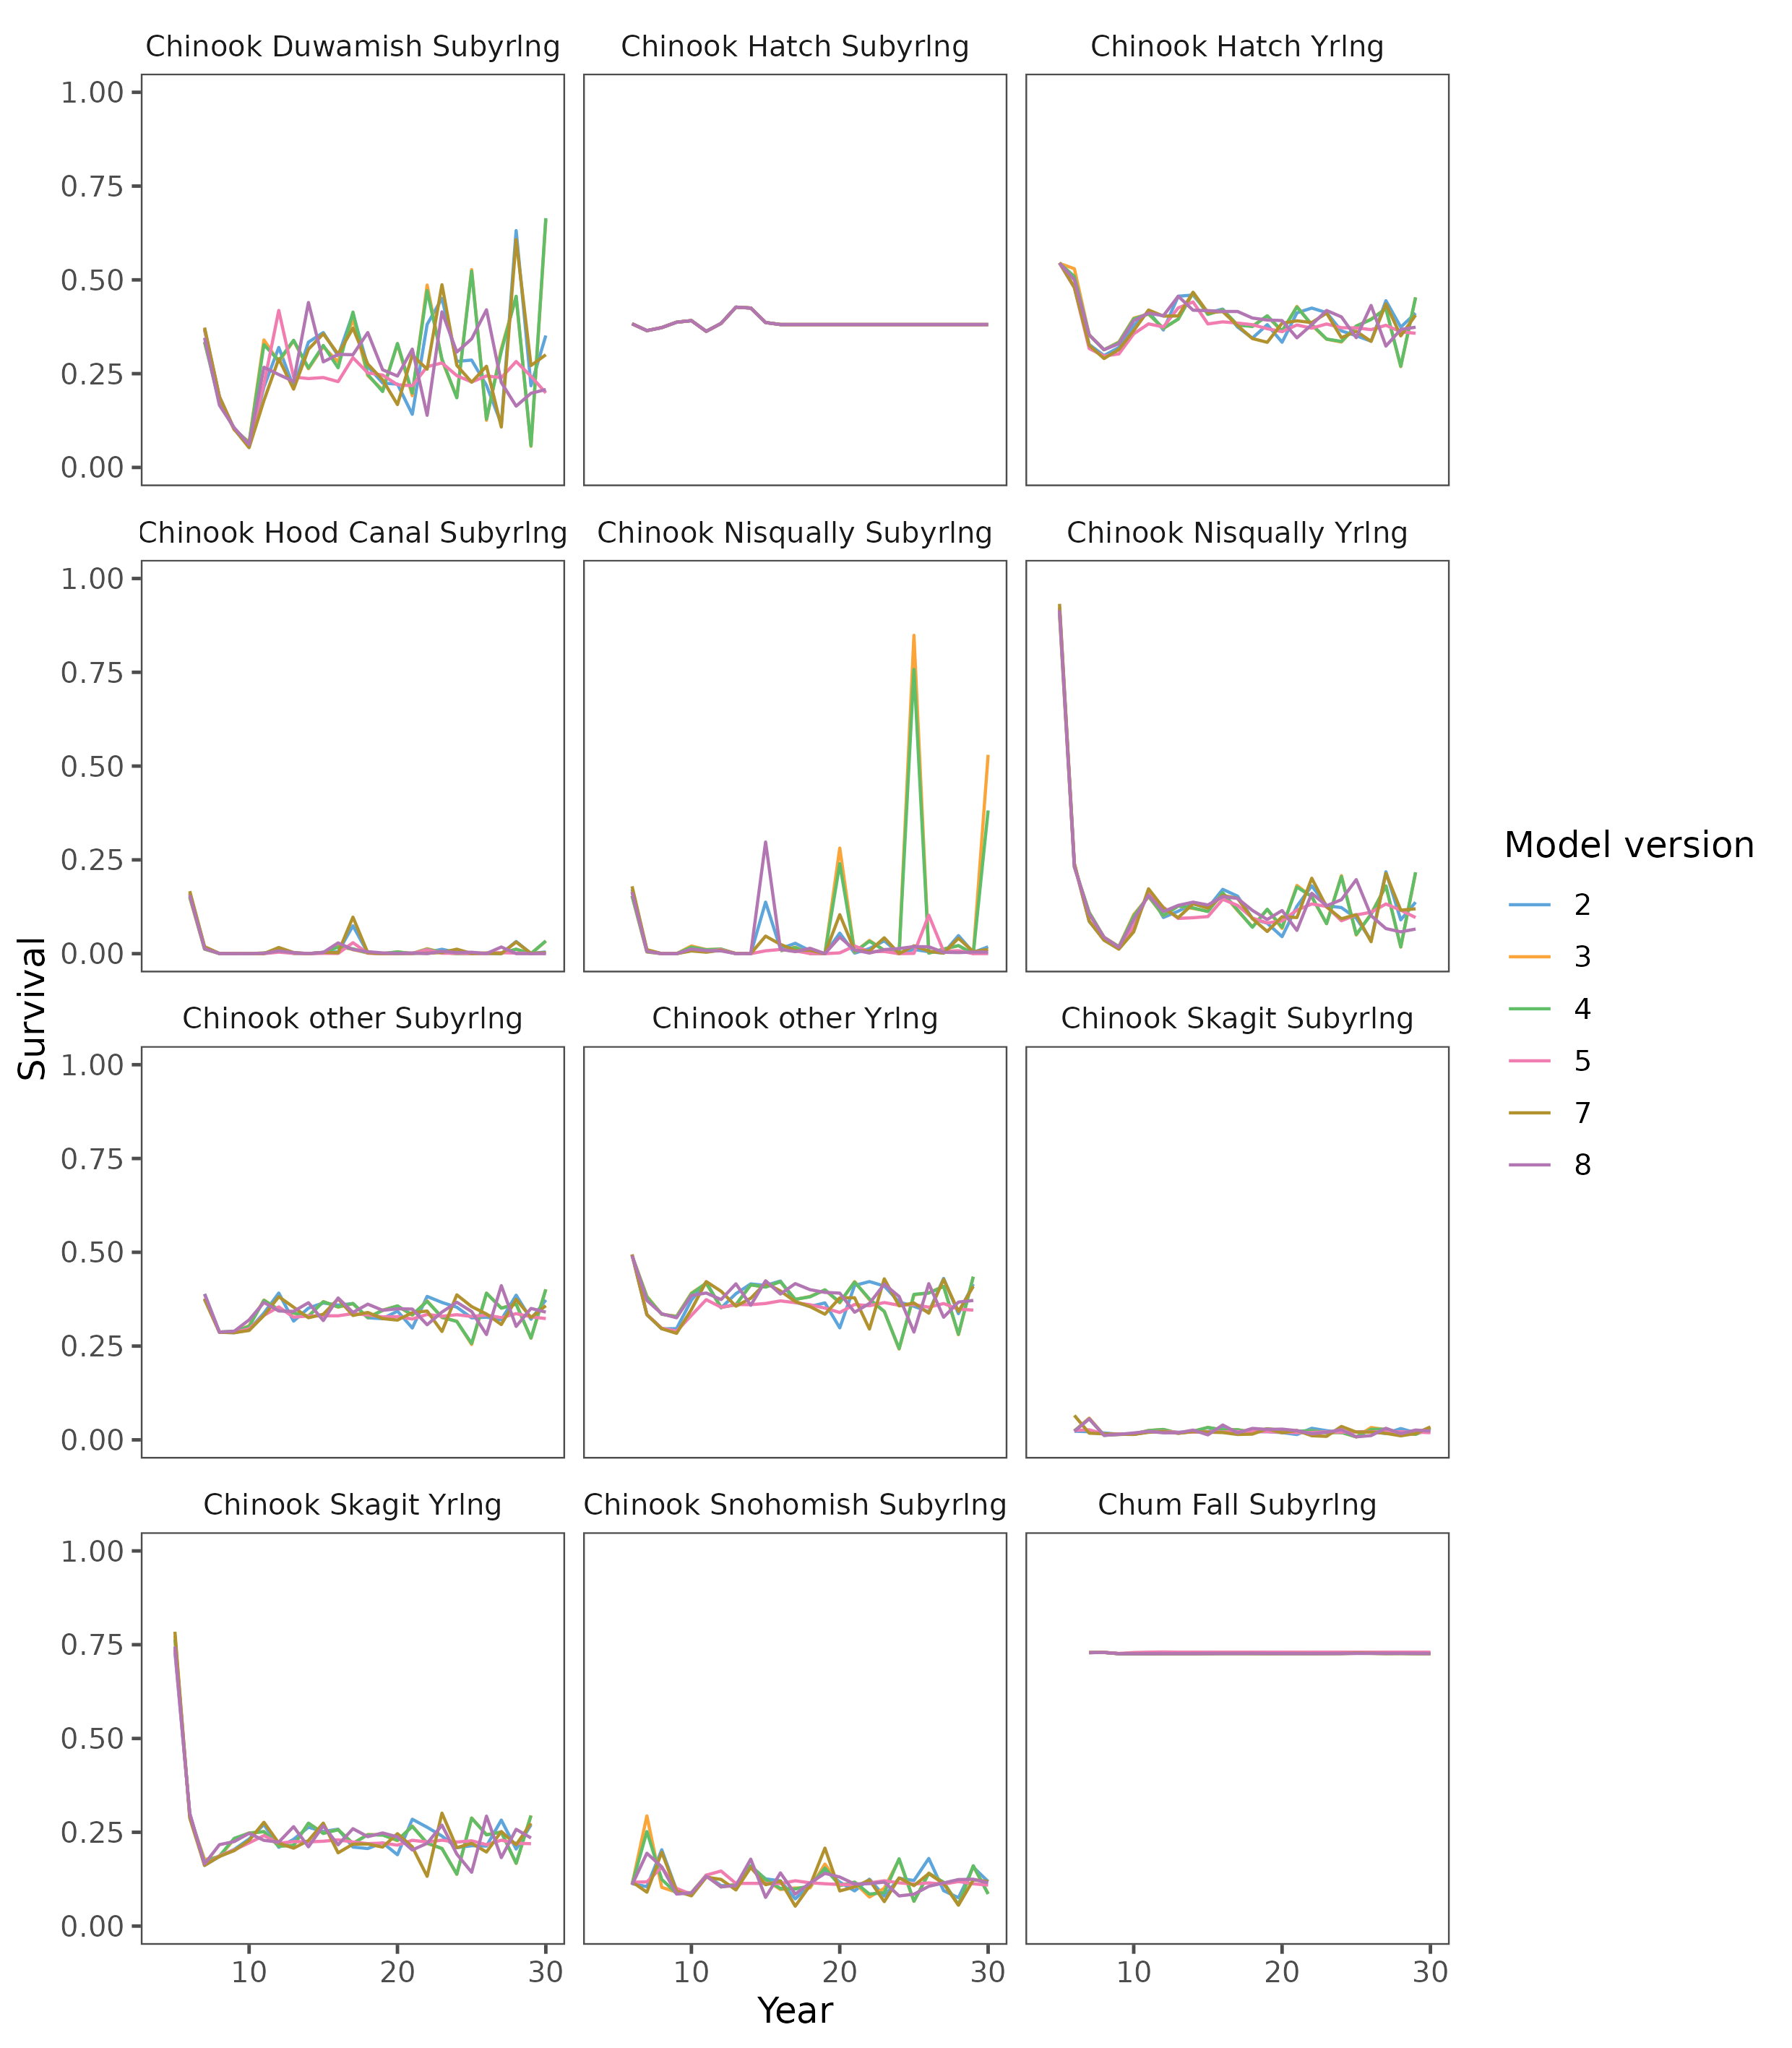 Chinook Duwamish Subyrlng
Chinook Hatch Subyrlng
Chinook Hatch Yrlng
1.00
0.75
0.50
0.25
0.00
Chinook Hood Canal Subyrlng
Chinook Nisqually Subyrlng
Chinook Nisqually Yrlng
1.00
0.75
0.50
0.25
0.00
Chinook other Subyrlng
Chinook other Yrlng
Chinook Skagit Subyrlng
1.00
0.75
0.50
0.25
0.00
Chinook Skagit Yrlng
Chinook Snohomish Subyrlng
Chum Fall Subyrlng
1.00
0.75
0.50
0.25
0.00
10 20 30
10 20 30
10 20 30
Year
Survival
Model version
2
3
4
5
7
8